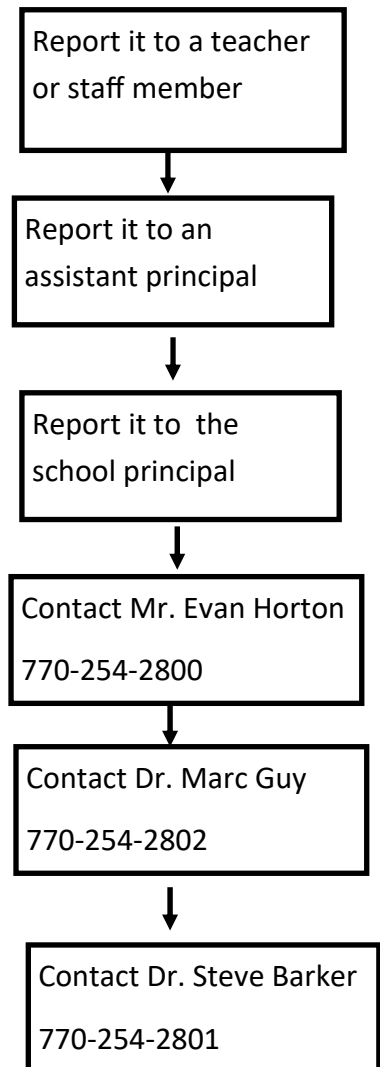 Report it to a teacher
or staff member
Report it to an
assistant principal
Report it to  the
school principal
Contact Mr. Evan Horton
770-254-2800
Contact Dr. Marc Guy
770-254-2802
Contact Dr. Steve Barker
770-254-2801